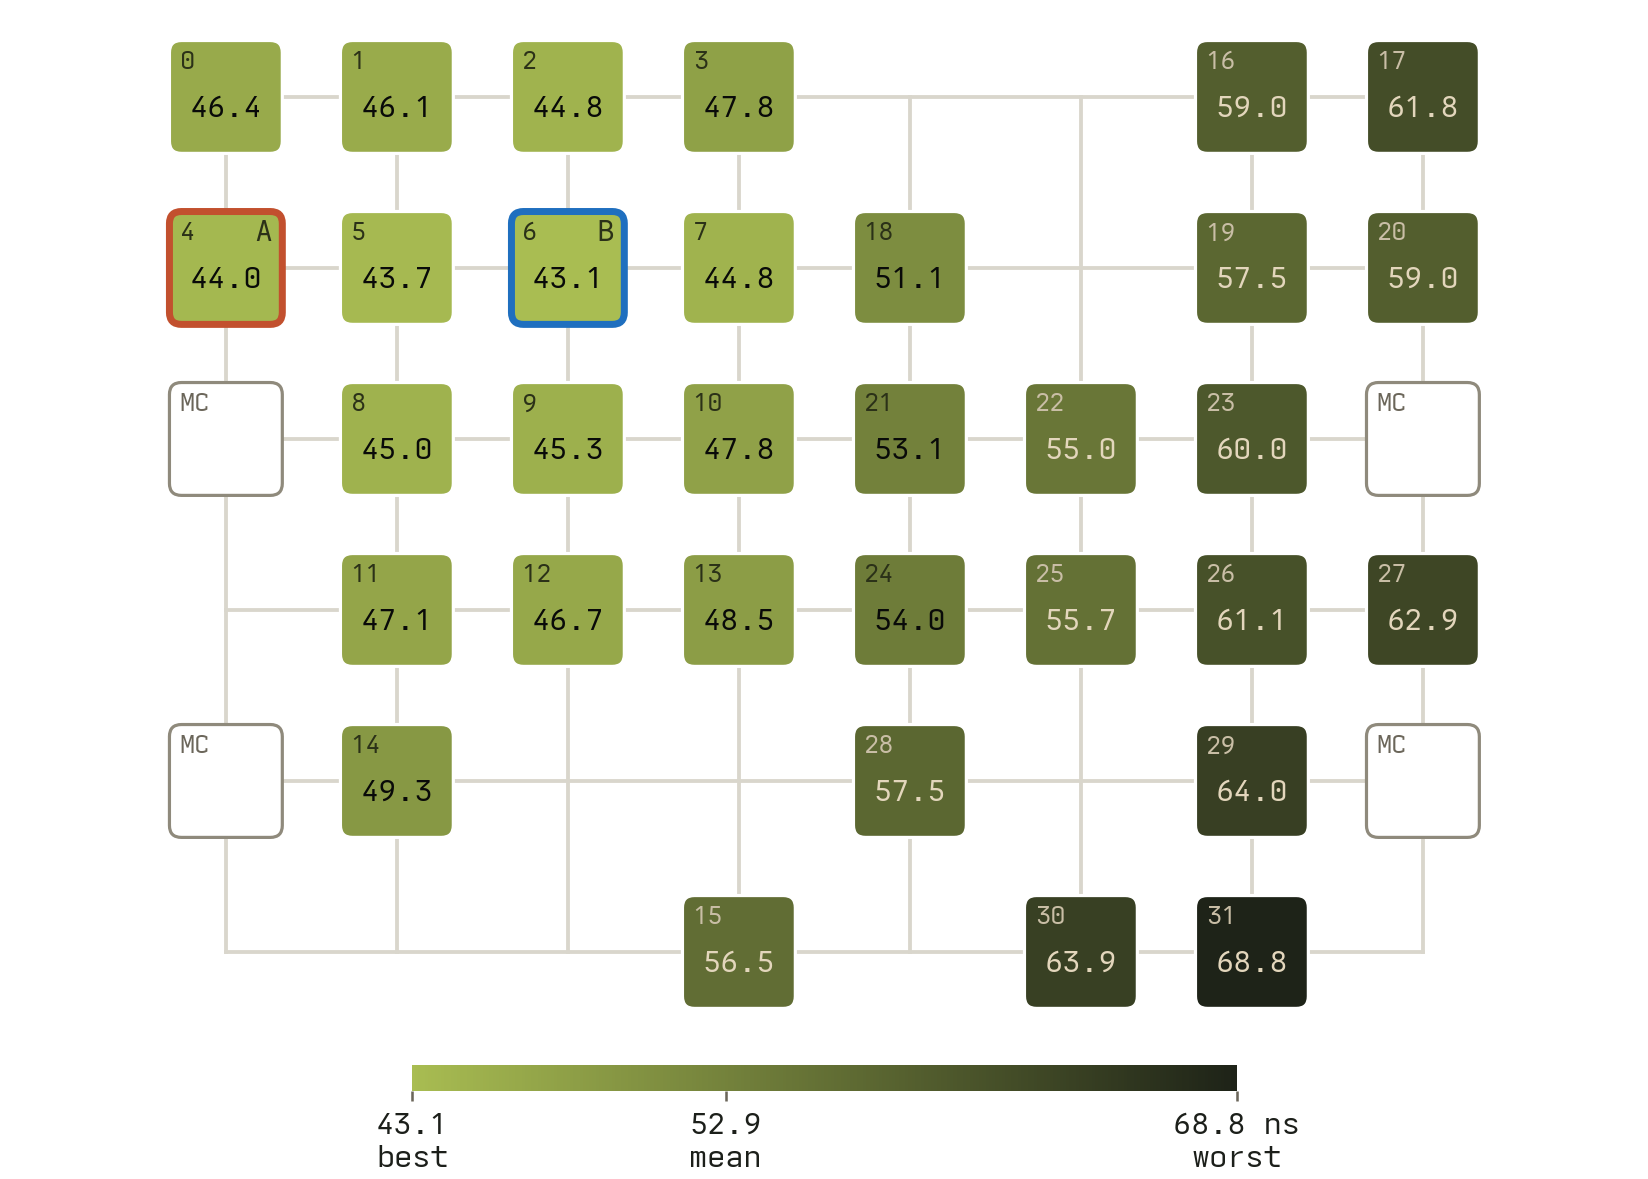 0 1 2 3 16 17
46.4 46.1 44.8 47.8 59.0 61.8
4 A 5 6 B 7 18 19 20
44.0 43.7 43.1 44.8 51.1 57.5 59.0
MC 8 9 10 21 22 23 MC
45.0 45.3 47.8 53.1 55.0 60.0
11 12 13 24 25 26 27
47.1 46.7 48.5 54.0 55.7 61.1 62.9
MC 14 28 29 MC
49.3 57.5 64.0
15 30 31
56.5 63.9 68.8
43.1 52.9 68.8 ns
best mean worst